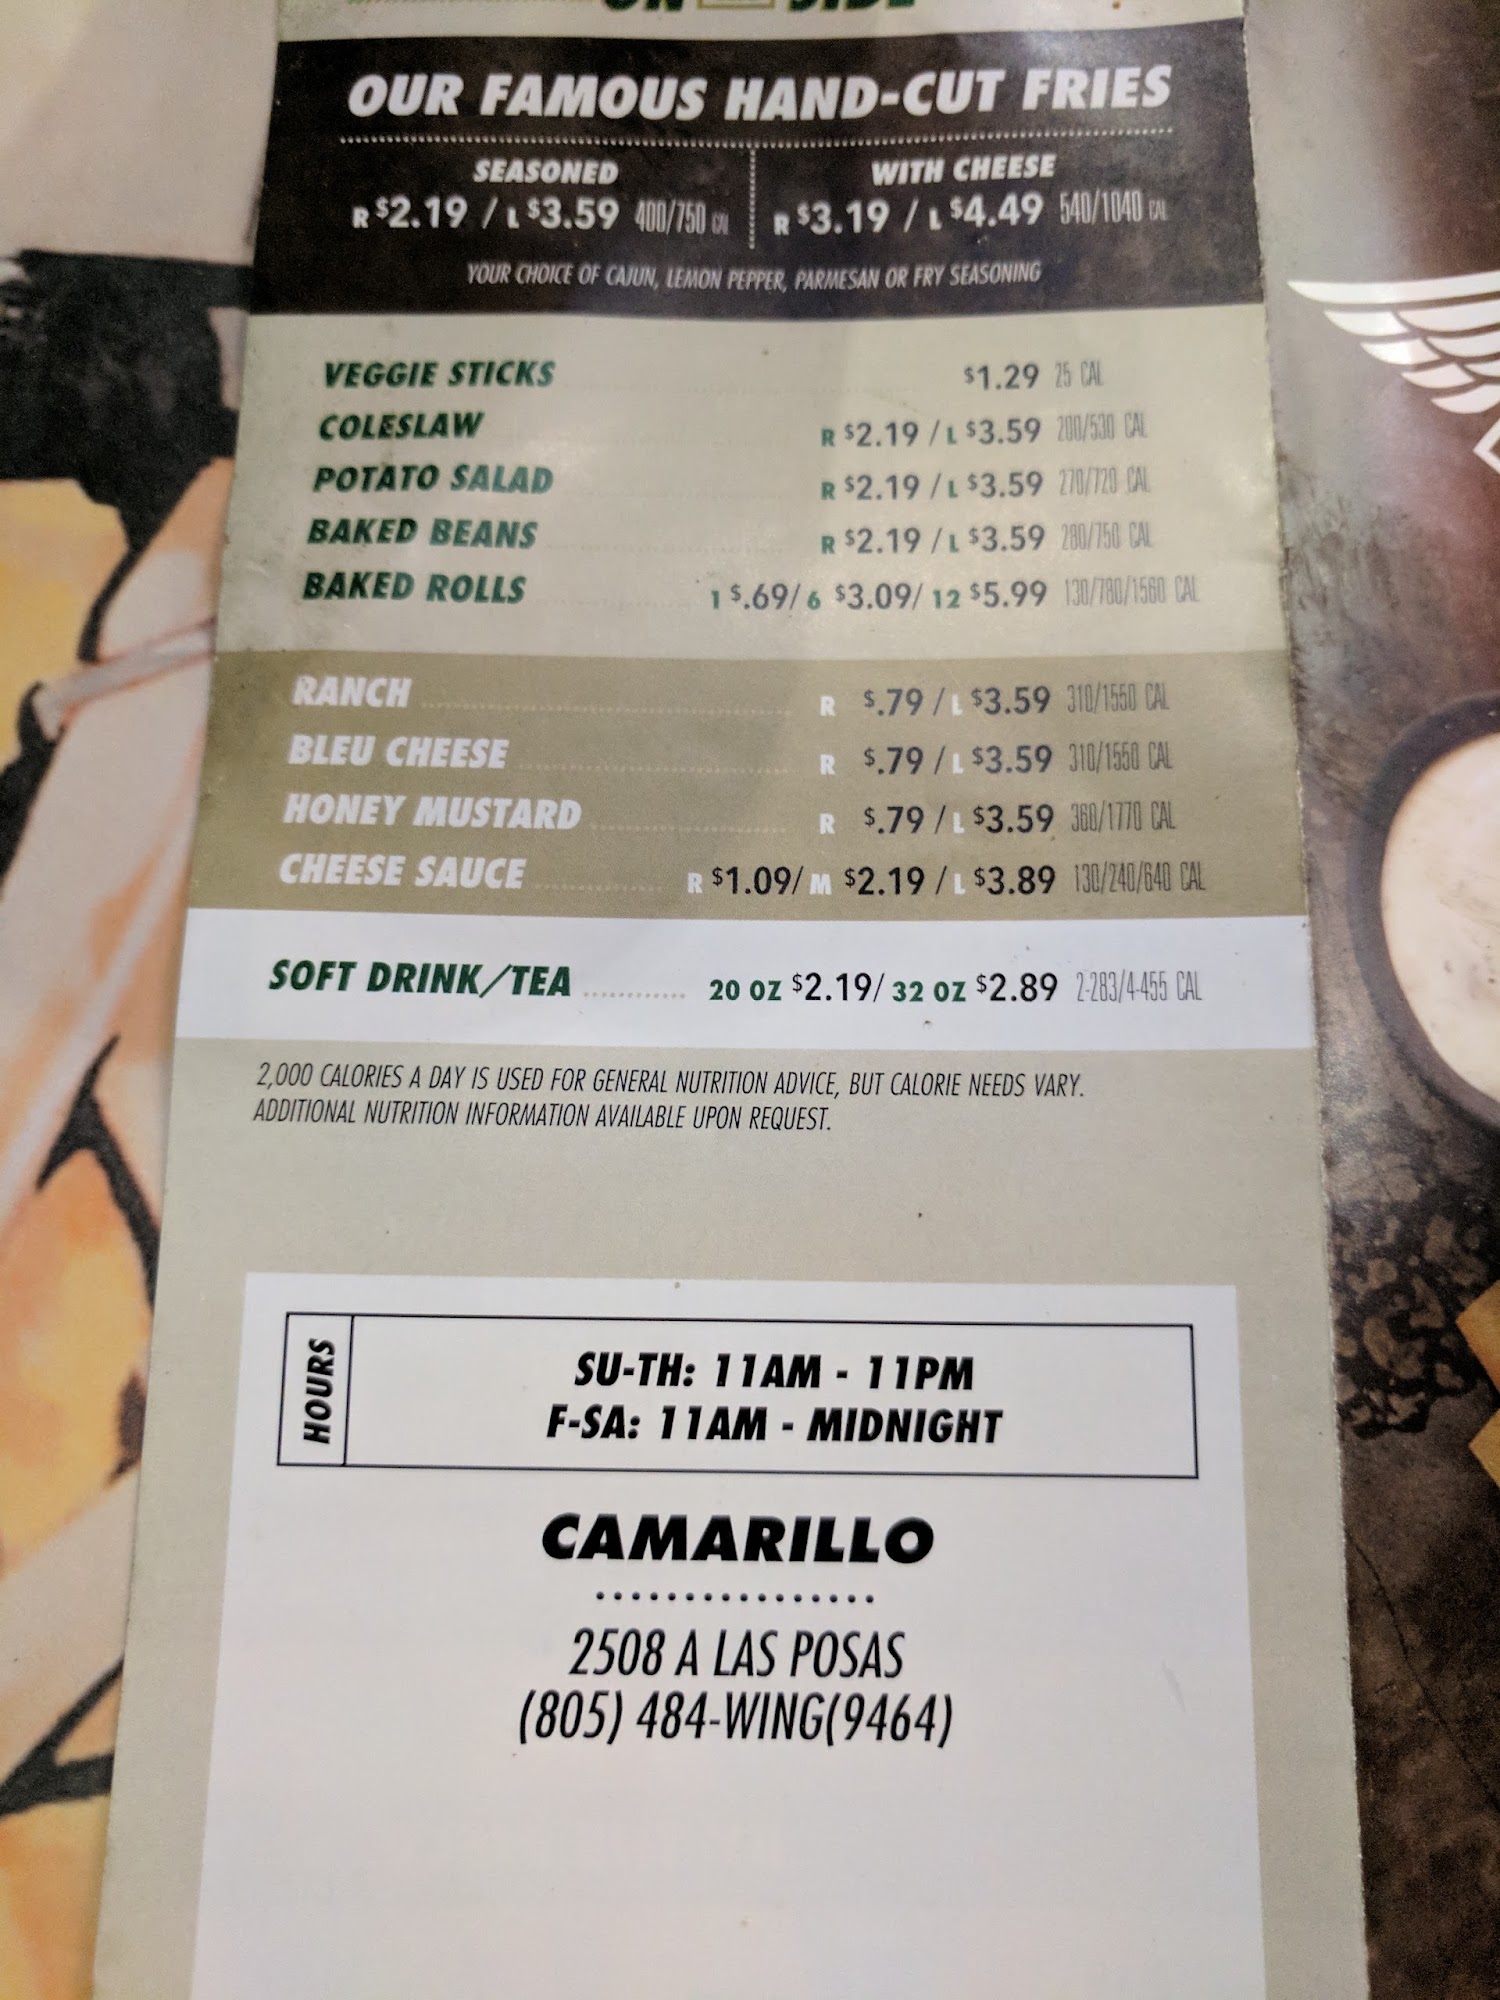 ON SIDE
OUR FAMOUS HAND-CUT FRIES
SEASONED
R $2.19 / L $3.59 400/750 CAL
WITH CHEESE
R $3.19 / L $4.49 540/1040 CAL
YOUR CHOICE OF CAJUN, LEMON PEPPER, PARMESAN OR FRY SEASONING
VEGGIE STICKS $1.29 25 CAL
COLESLAW R $2.19 / L $3.59 200/530 CAL
POTATO SALAD R $2.19 / L $3.59 270/720 CAL
BAKED BEANS R $2.19 / L $3.59 280/750 CAL
BAKED ROLLS 1 $.69/ 6 $3.09/ 12 $5.99 130/780/1560 CAL
RANCH R $.79 / L $3.59 310/1550 CAL
BLEU CHEESE R $.79 / L $3.59 310/1550 CAL
HONEY MUSTARD R $.79 / L $3.59 360/1770 CAL
CHEESE SAUCE R $1.09/ M $2.19 / L $3.89 130/240/640 CAL
SOFT DRINK/TEA 20 OZ $2.19/ 32 OZ $2.89 2-283/4-455 CAL
2,000 CALORIES A DAY IS USED FOR GENERAL NUTRITION ADVICE, BUT CALORIE NEEDS VARY.
ADDITIONAL NUTRITION INFORMATION AVAILABLE UPON REQUEST.
HOURS
SU-TH: 11AM - 11PM
F-SA: 11AM - MIDNIGHT
CAMARILLO
2508 A LAS POSAS
(805) 484-WING(9464)